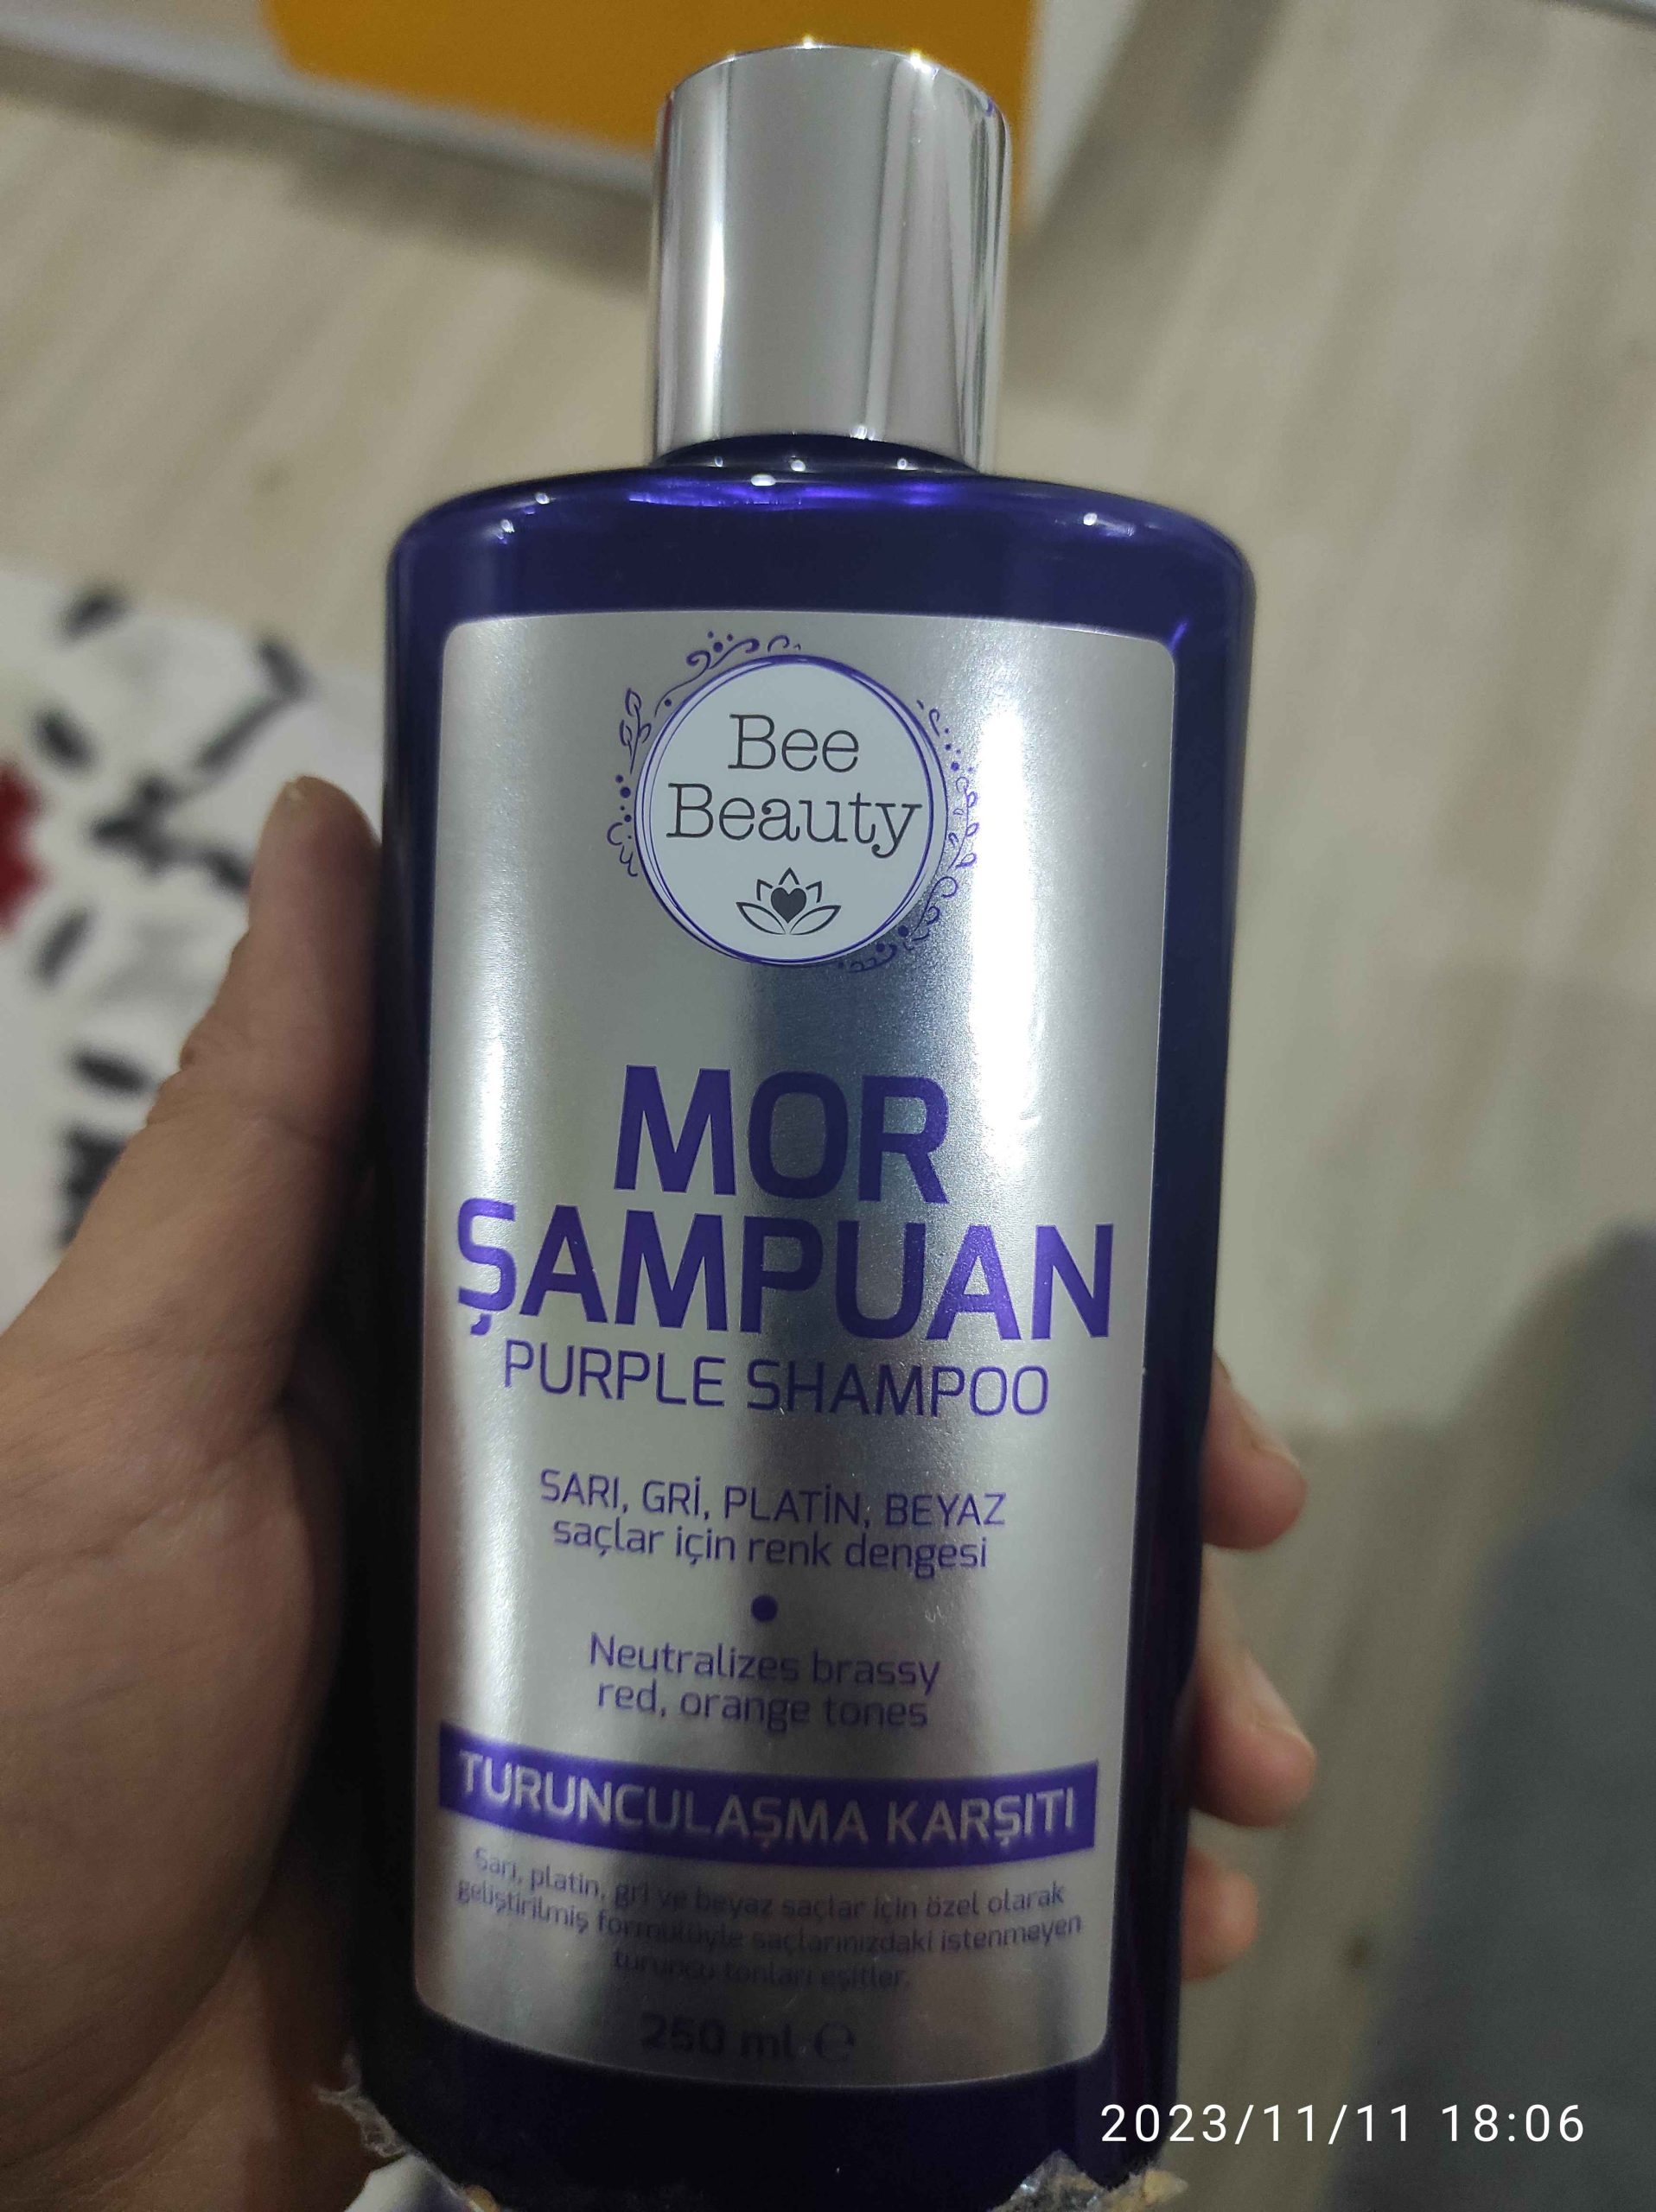 Bee
Beauty
MOR
ŞAMPUAN
PURPLE SHAMPOO
SARI, GRİ, PLATİN, BEYAZ
saçlar için renk dengesi
Neutralizes brassy
red, orange tones
TURUNCULAŞMA KARŞITI
Sarı, platin, gri ve beyaz saçlar için özel olarak
geliştirilmiş formülüyle saçlarınızdaki istenmeyen
turuncu tonları eşitler.
250 ml ℮
2023/11/11 18:06